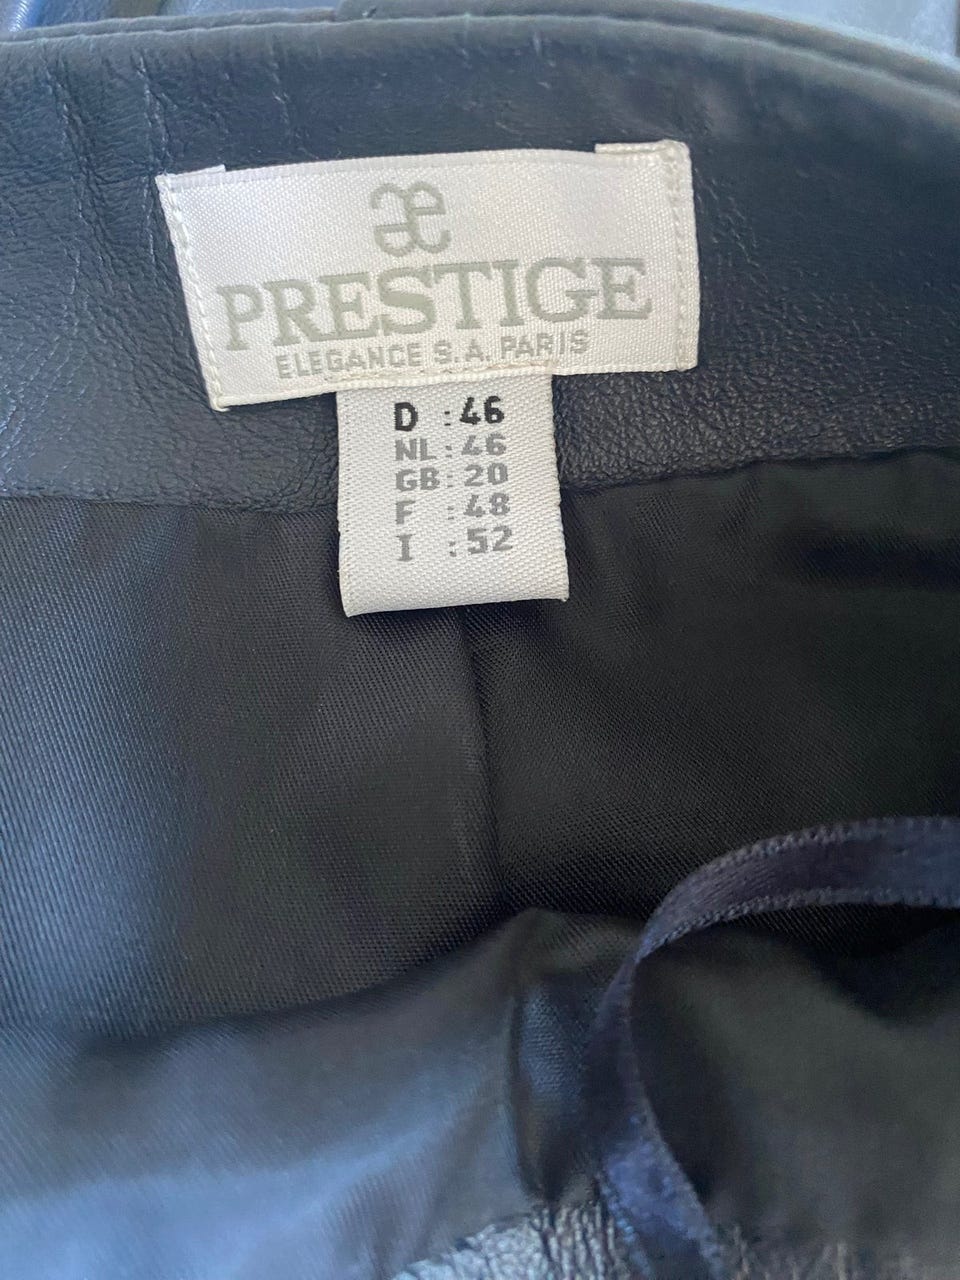 æ
PRESTIGE
ELEGANCE S.A. PARIS
D : 46
NL : 46
GB : 20
F : 48
I : 52